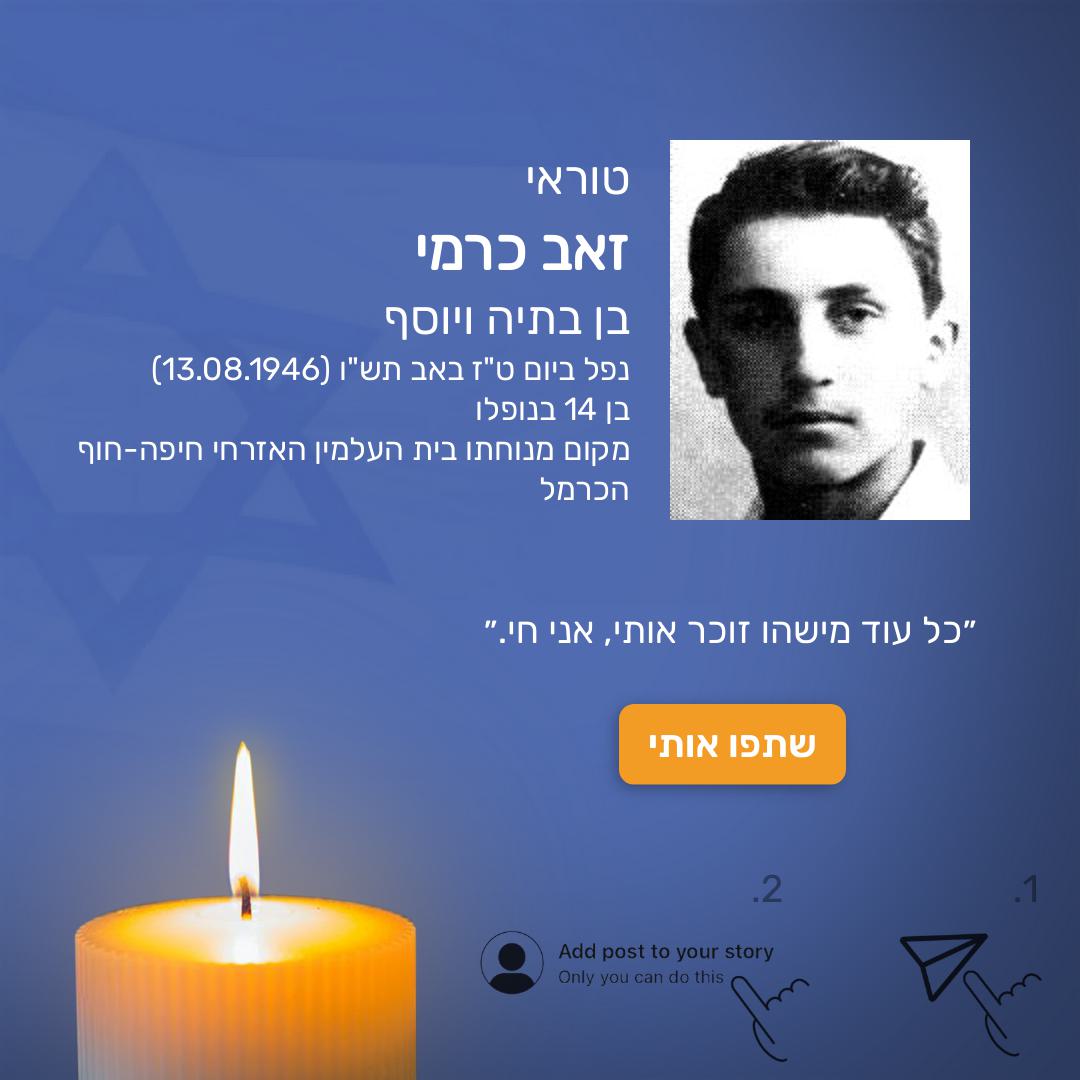 טוראי
זאב כרמי
בן בתיה ויוסף
נפל ביום ט"ז באב תש"ו (13.08.1946)
בן 14 בנופלו
מקום מנוחתו בית העלמין האזרחי חיפה-חוף
הכרמל
״כל עוד מישהו זוכר אותי, אני חי.״
שתפו אותי
1.
2.
Add post to your story
Only you can do this